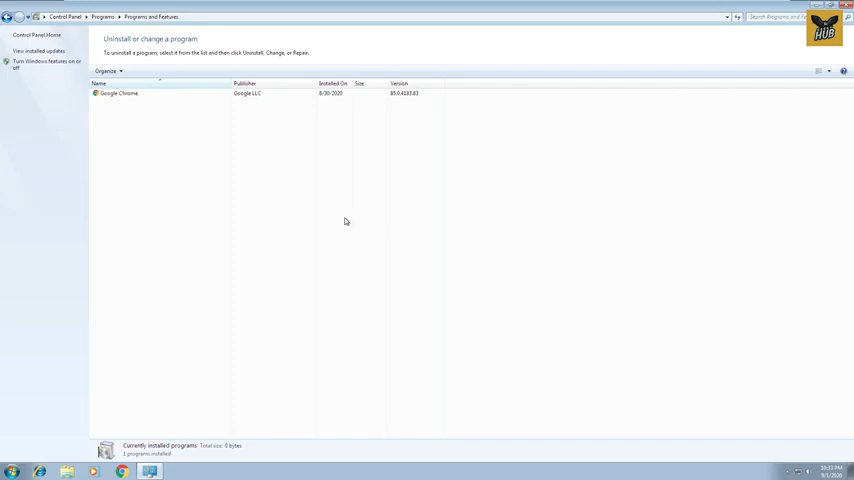 Control Panel Programs Programs and Features Search Programs and Fe
HUB
Control Panel Home
View installed updates
Turn Windows features on or
off
Uninstall or change a program
To uninstall a program, select it from the list and then click Uninstall, Change, or Repair.
Organize
Name Publisher Installed On Size Version
Google Chrome Google LLC 8/30/2020 85.0.4183.83
Currently installed programs Total size: 0 bytes
1 programs installed
10:33 PM
9/1/2020